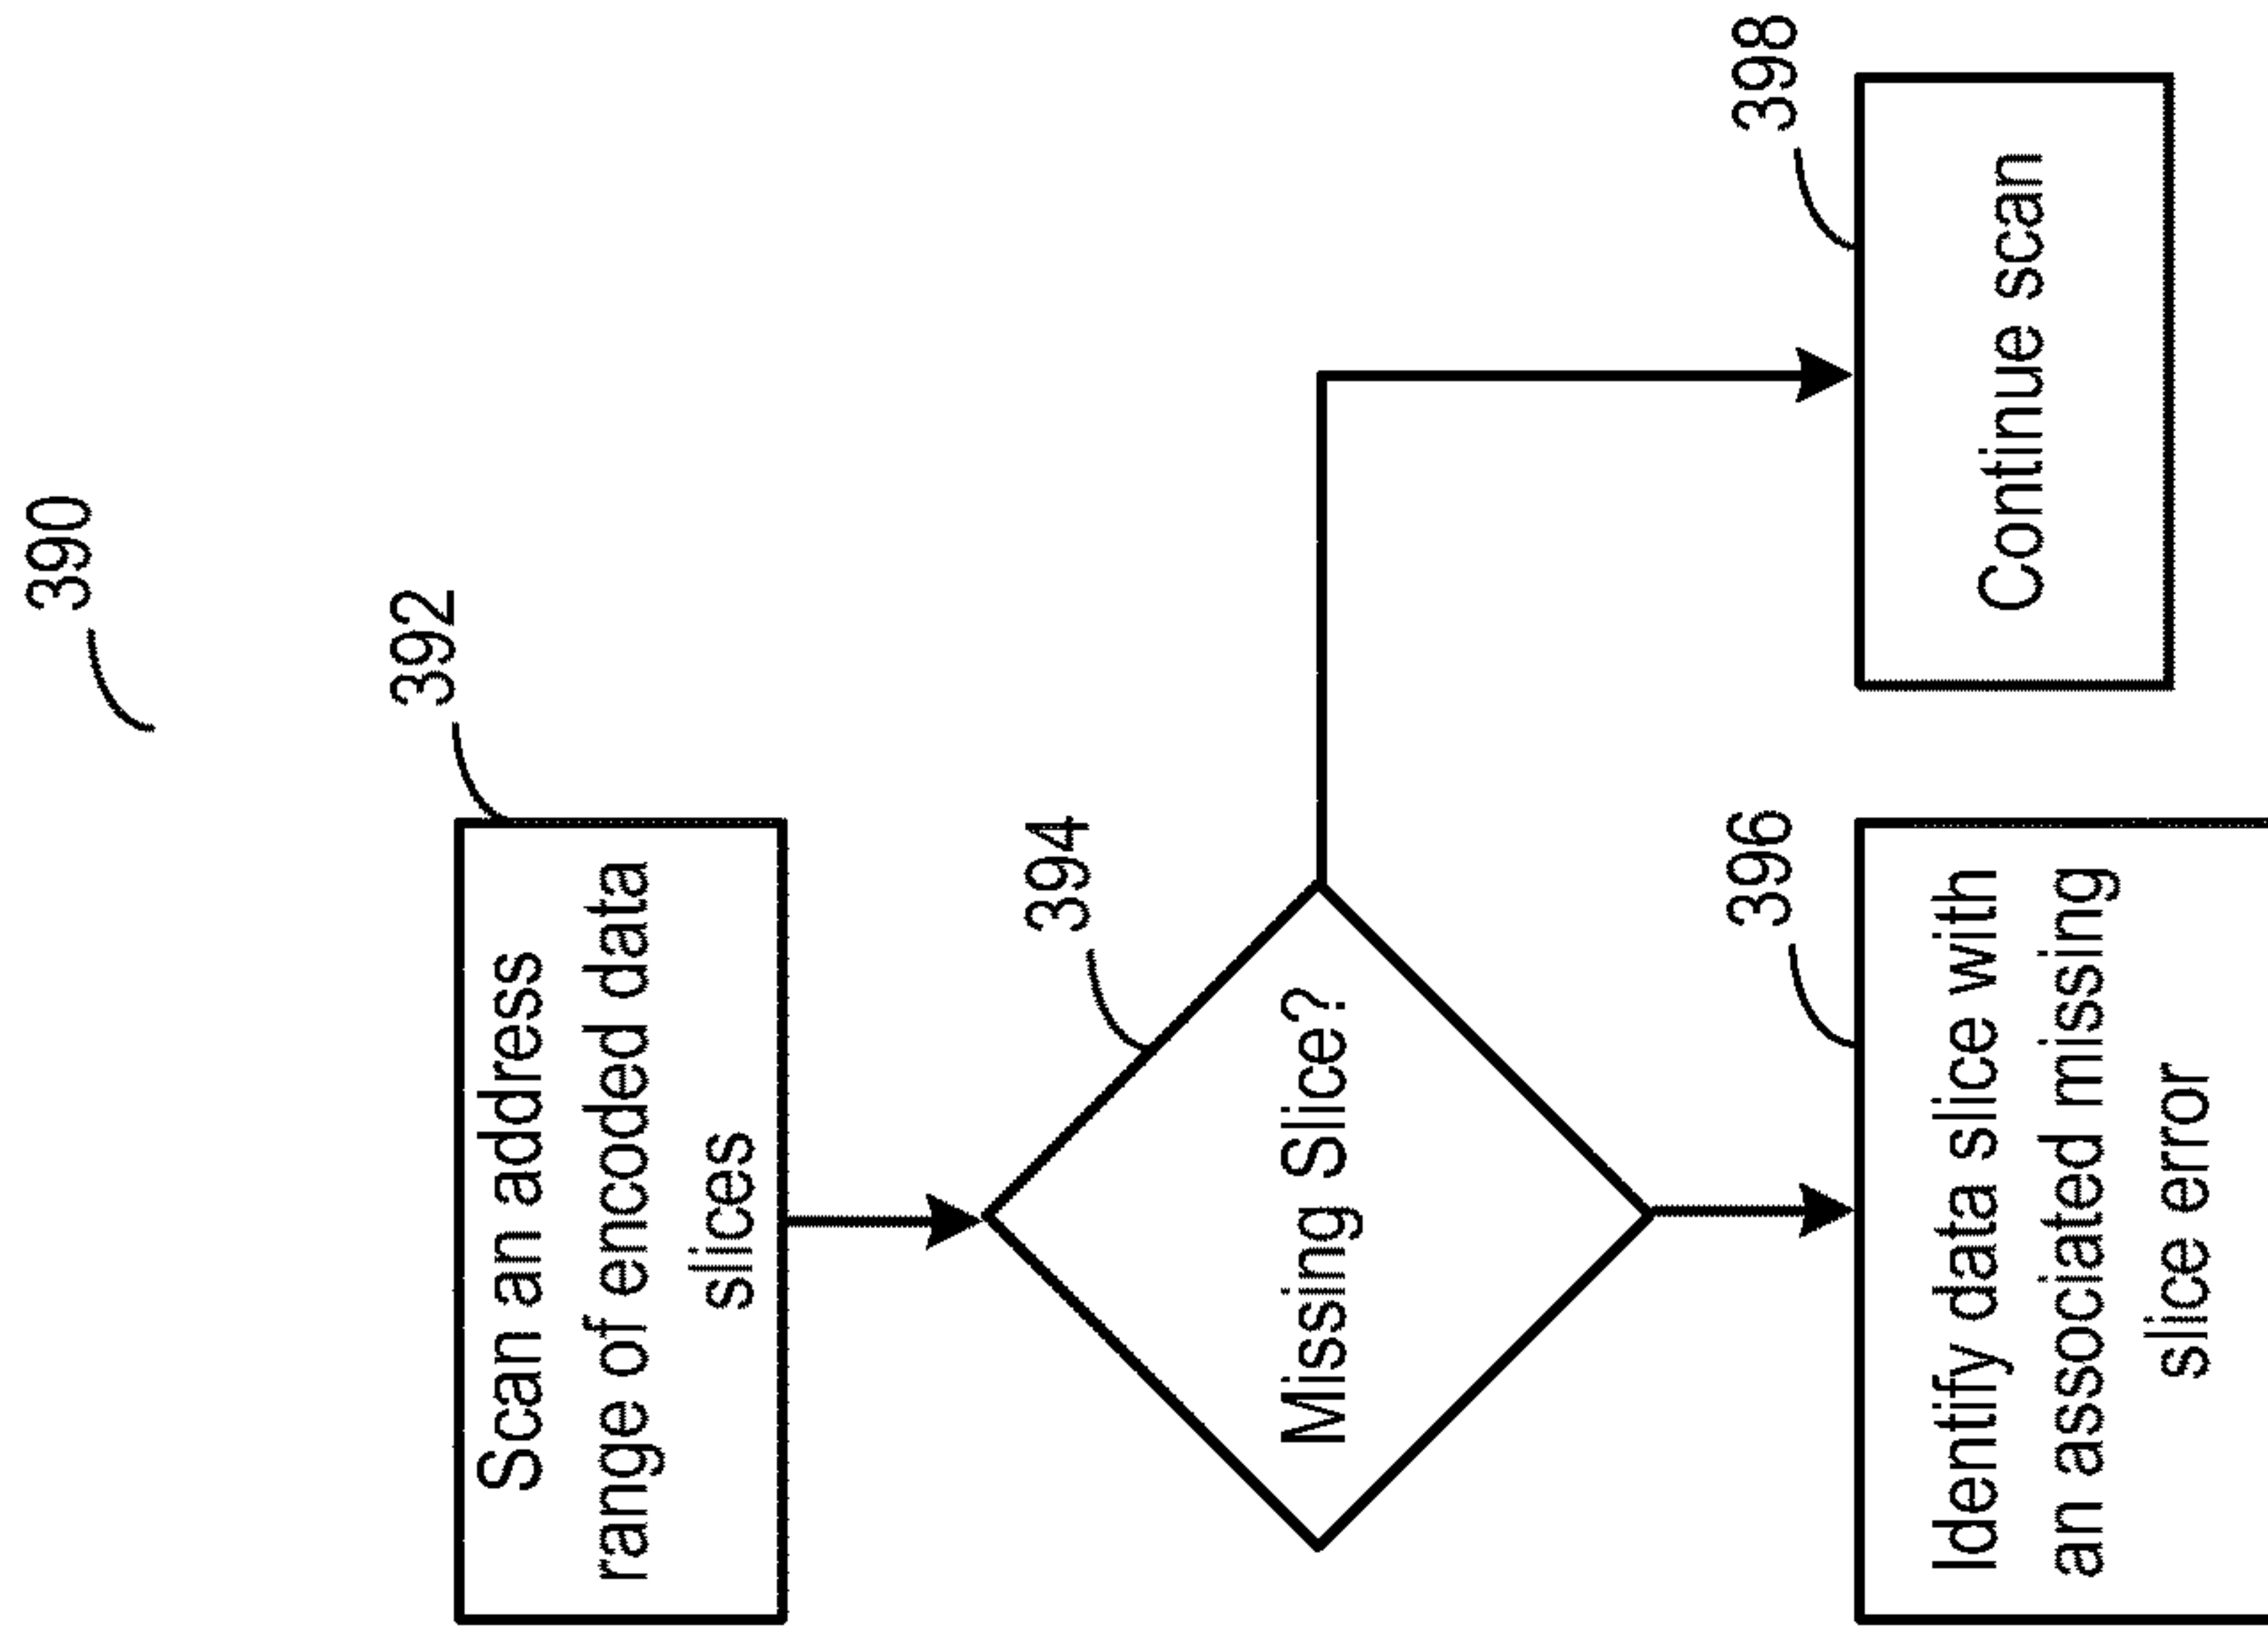 390
392
Scan an address
range of encoded data
slices
394
Missing Slice?
396
Identify data slice with
an associated missing
slice error
398
Continue scan